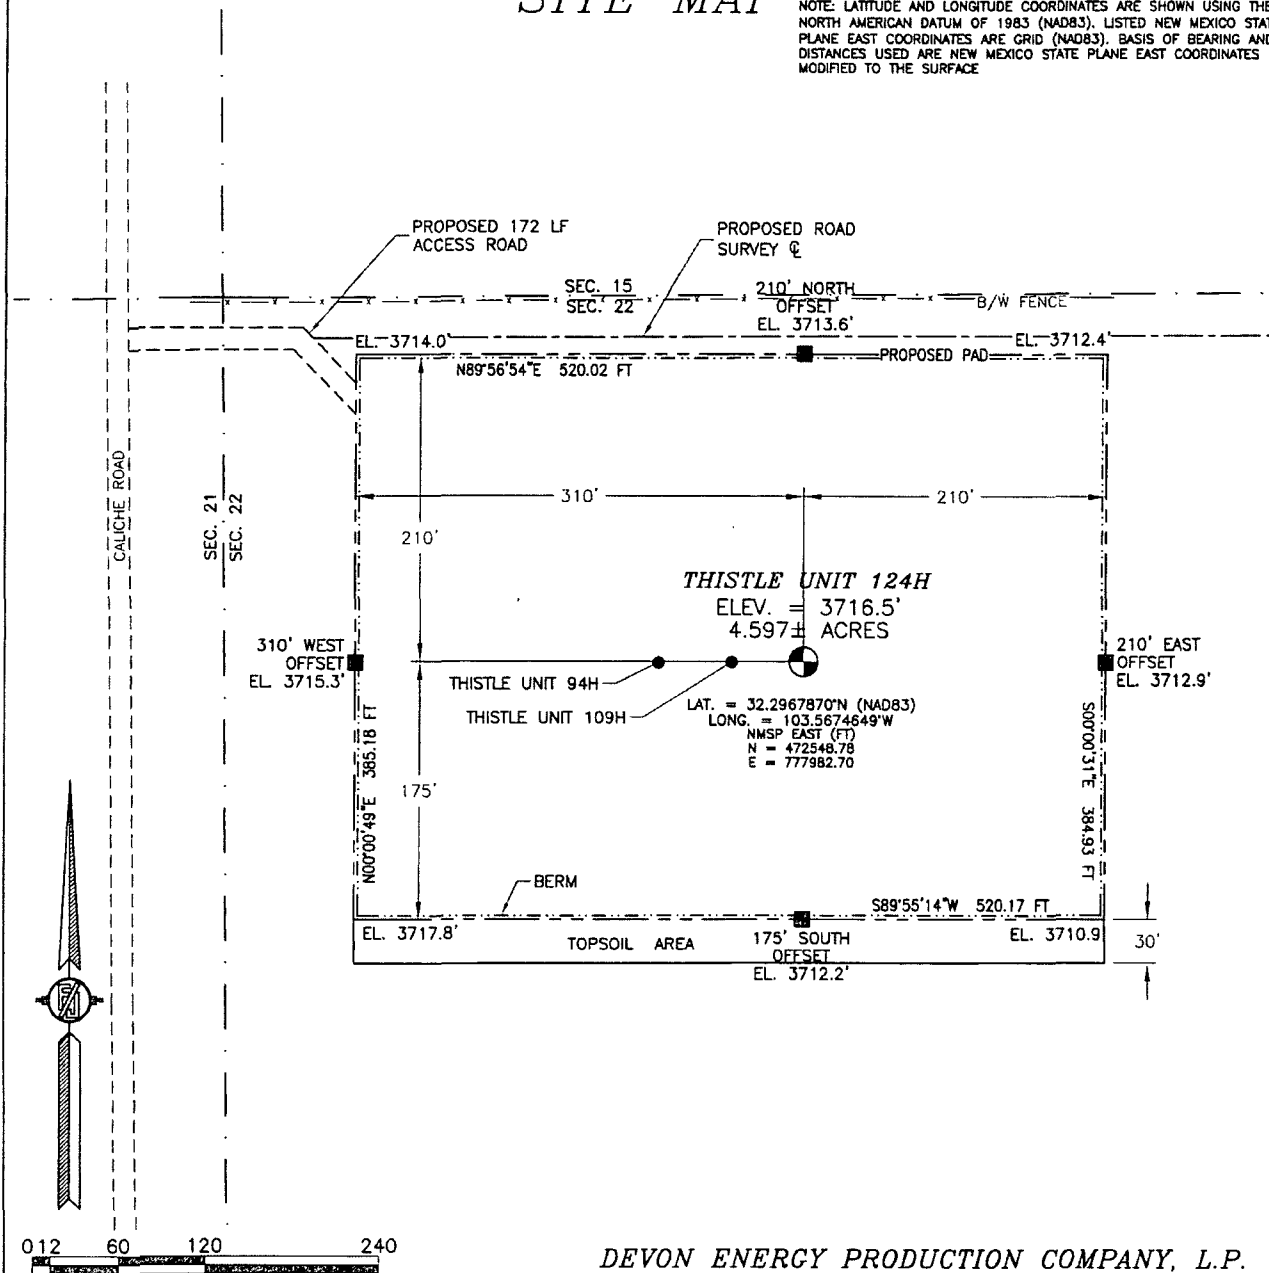 SITE MAP
NOTE: LATITUDE AND LONGITUDE COORDINATES ARE SHOWN USING THE
NORTH AMERICAN DATUM OF 1983 (NAD83). LISTED NEW MEXICO STAT
PLANE EAST COORDINATES ARE GRID (NAD83). BASIS OF BEARING AND
DISTANCES USED ARE NEW MEXICO STATE PLANE EAST COORDINATES
MODIFIED TO THE SURFACE
PROPOSED 172 LF
ACCESS ROAD
PROPOSED ROAD
SURVEY ℄
SEC. 15
SEC. 22
210' NORTH
OFFSET
EL. 3713.6'
B/W FENCE
EL. 3714.0'
EL. 3712.4'
PROPOSED PAD
N89°56'54"E 520.02 FT
CALICHE ROAD
SEC. 21
SEC. 22
310'
210'
210'
THISTLE UNIT 124H
ELEV. = 3716.5'
4.597± ACRES
310' WEST
OFFSET
EL. 3715.3'
210' EAST
OFFSET
EL. 3712.9'
THISTLE UNIT 94H
THISTLE UNIT 109H
LAT. = 32.2967870°N (NAD83)
LONG. = 103.5674649°W
NMSP EAST (FT)
N = 472548.78
E = 777982.70
N00°00'49"E 385.18 FT
175'
S00°00'31"E 384.93 FT
BERM
S89°55'14"W 520.17 FT
EL. 3717.8'
TOPSOIL AREA
175' SOUTH
OFFSET
EL. 3712.2'
EL. 3710.9
30'
0 12 60 120 240
DEVON ENERGY PRODUCTION COMPANY, L.P.